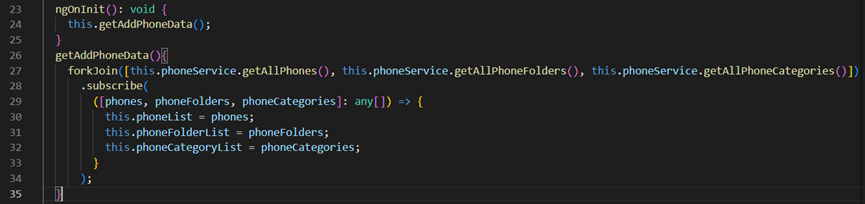 23 ngOnInit(): void {
24 this.getAddPhoneData();
25 }
26 getAddPhoneData(){
27 forkJoin([this.phoneService.getAllPhones(), this.phoneService.getAllPhoneFolders(), this.phoneService.getAllPhoneCategories()])
28 .subscribe(
29 ([phones, phoneFolders, phoneCategories]: any[]) => {
30 this.phoneList = phones;
31 this.phoneFolderList = phoneFolders;
32 this.phoneCategoryList = phoneCategories;
33 }
34 );
35 }